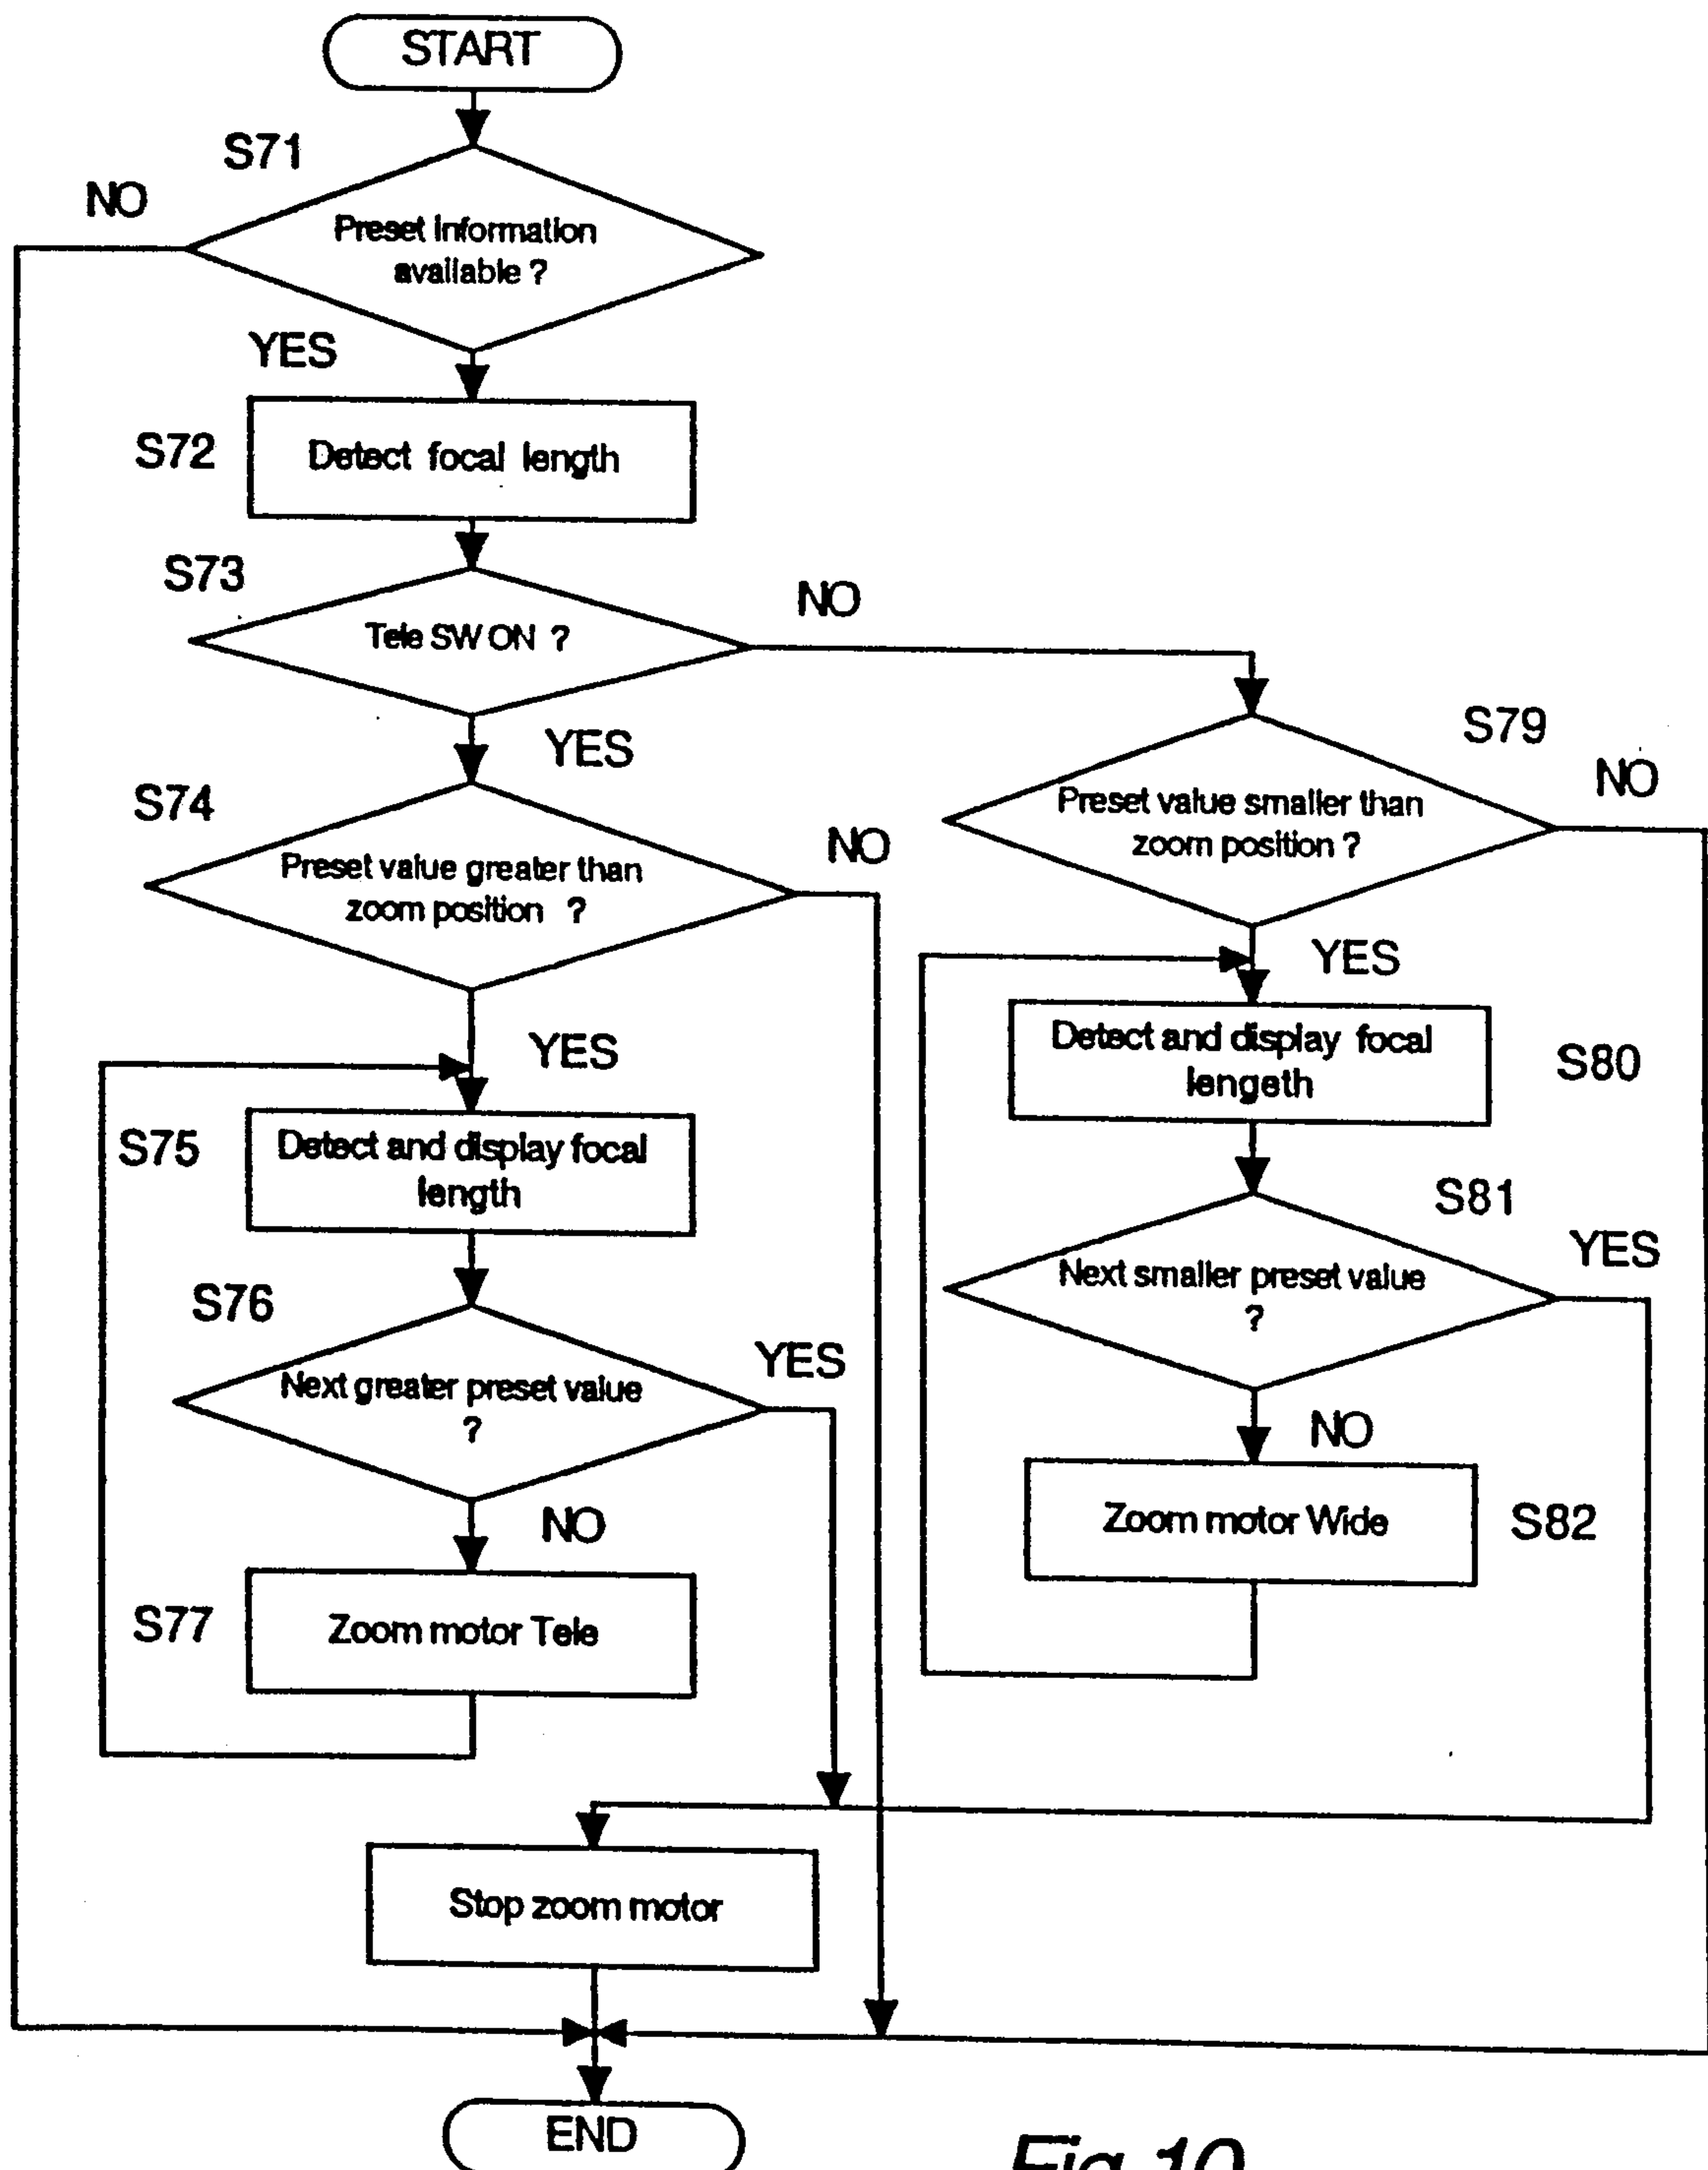 START
S71
NO
Preset information
available ?
YES
S72
Detect focal length
S73
NO
Tele SW ON ?
YES
S79
NO
Preset value smaller than
zoom position ?
S74
NO
Preset value greater than
zoom position ?
YES
YES
Detect and display focal
lengeth
S80
S75
Detect and display focal
length
S81
YES
Next smaller preset value
?
S76
YES
Next greater preset value
?
NO
NO
Zoom motor Wide
S82
S77
Zoom motor Tele
Stop zoom motor
END
Fig 10